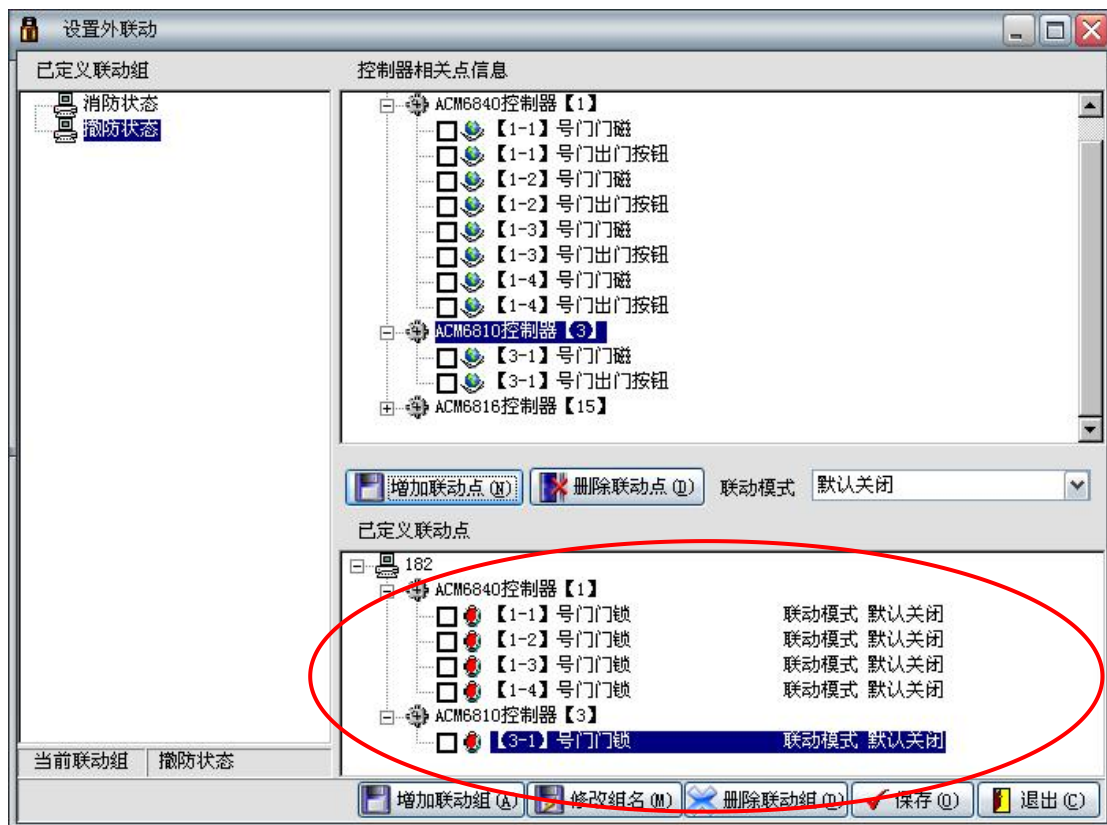 设置外联动
已定义联动组
控制器相关点信息
消防状态
撤防状态
ACM6840控制器【1】
【1-1】号门门磁
【1-1】号门出门按钮
【1-2】号门门磁
【1-2】号门出门按钮
【1-3】号门门磁
【1-3】号门出门按钮
【1-4】号门门磁
【1-4】号门出门按钮
ACM6810控制器【3】
【3-1】号门门磁
【3-1】号门出门按钮
ACM6816控制器【15】
增加联动点(N) 删除联动点(D) 联动模式 默认关闭
已定义联动点
182
ACM6840控制器【1】
【1-1】号门门锁 联动模式 默认关闭
【1-2】号门门锁 联动模式 默认关闭
【1-3】号门门锁 联动模式 默认关闭
【1-4】号门门锁 联动模式 默认关闭
ACM6810控制器【3】
【3-1】号门门锁 联动模式 默认关闭
当前联动组 撤防状态
增加联动组(A) 修改组名(M) 删除联动组(D) 保存(O) 退出(C)